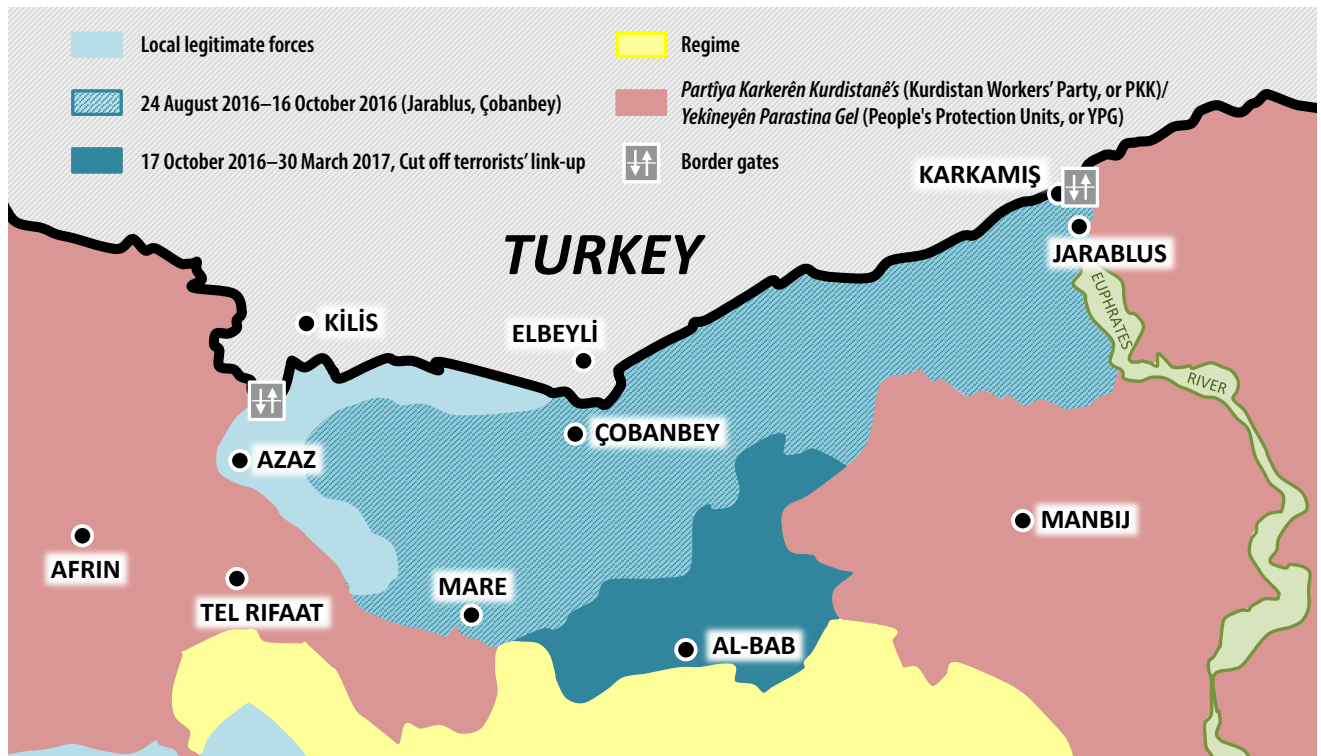 Local legitimate forces
24 August 2016–16 October 2016 (Jarablus, Çobanbey)
17 October 2016–30 March 2017, Cut off terrorists' link-up
Regime
Partîya Karkerên Kurdistanê's (Kurdistan Workers' Party, or PKK)/
Yekîneyên Parastina Gel (People's Protection Units, or YPG)
Border gates
KARKAMIŞ
TURKEY
JARABLUS
EUPHRATES
RIVER
KİLİS
ELBEYLİ
ÇOBANBEY
AZAZ
MANBIJ
AFRIN
TEL RIFAAT
MARE
AL-BAB